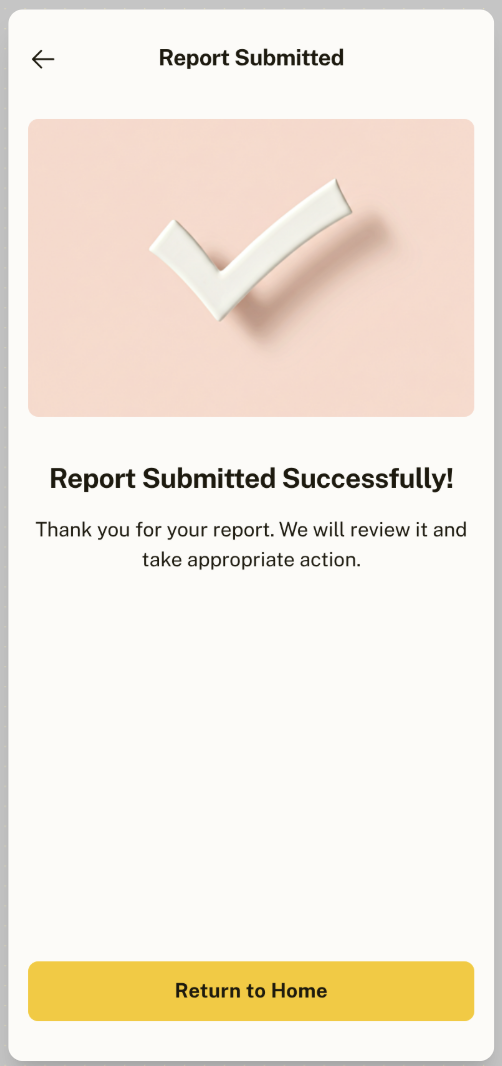 Report Submitted
Report Submitted Successfully!
Thank you for your report. We will review it and
take appropriate action.
Return to Home